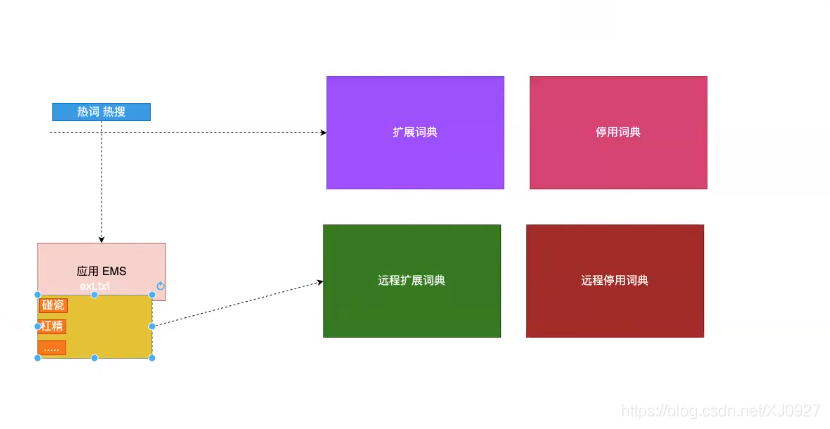 热词 热搜
扩展词典
停用词典
应用 EMS
ext.txt
碰瓷
杠精
.....
远程扩展词典
远程停用词典
https://blog.csdn.net/XJ0927